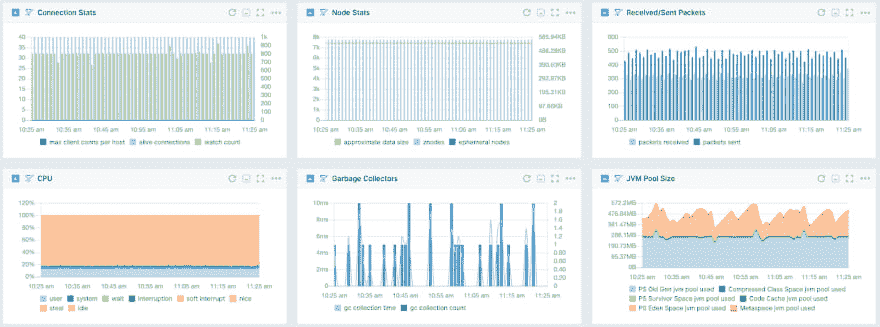 Connection Stats
40
35
30
25
20
15
10
5
0
1k
800
700
600
500
400
300
200
100
0
10:25 am 10:35 am 10:45 am 10:55 am 11:05 am 11:15 am 11:25 am
max client conns per host alive-connections watch count
Node Stats
8k
7k
6k
5k
4k
3k
2k
1k
0
585.94KB
488.28KB
390.63KB
292.97KB
195.31KB
97.66KB
0B
10:25 am 10:35 am 10:45 am 10:55 am 11:05 am 11:15 am 11:25 am
approximate data size znodes ephemeral nodes
Received/Sent Packets
600
500
400
300
200
100
0
10:25 am 10:35 am 10:45 am 10:55 am 11:05 am 11:15 am 11:25 am
packets received packets sent
CPU
120%
100%
80%
60%
40%
20%
0%
10:25 am 10:35 am 10:45 am 10:55 am 11:05 am 11:15 am 11:25 am
user system wait interruption soft interrupt nice
steal idle
Garbage Collectors
10ms
8ms
6ms
4ms
2ms
0
2
1.8
1.6
1.4
1.2
1
0.80
0.60
0.40
0.20
0
10:25 am 10:35 am 10:45 am 10:55 am 11:05 am 11:15 am 11:25 am
gc collection time gc collection count
JVM Pool Size
572.2MB
476.84MB
381.47MB
286.1MB
190.73MB
95.37MB
0B
10:25 am 10:35 am 10:45 am 10:55 am 11:05 am 11:15 am 11:25 am
PS Old Gen jvm pool used Compressed Class Space jvm pool used
PS Survivor Space jvm pool used Code Cache jvm pool used
PS Eden Space jvm pool used Metaspace jvm pool used